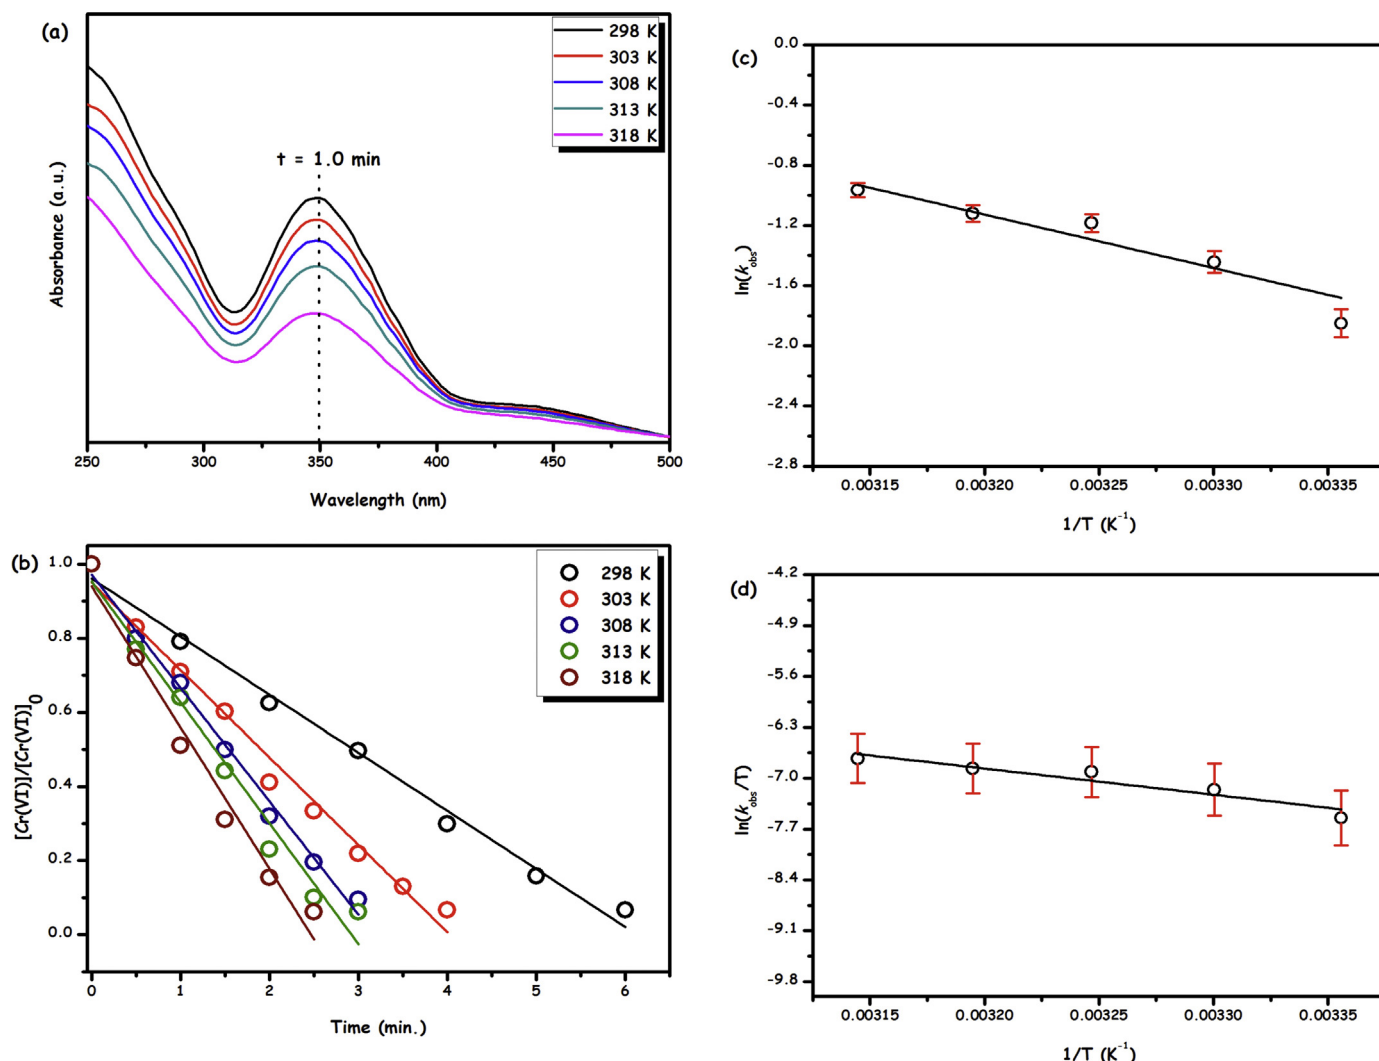 (a)
298 K
303 K
308 K
313 K
318 K
t = 1.0 min
Absorbance (a.u.)
250 300 350 400 450 500
Wavelength (nm)
(b)
298 K
303 K
308 K
313 K
318 K
[Cr(VI)]/[Cr(VI)]₀
1.0
0.8
0.6
0.4
0.2
0.0
0 1 2 3 4 5 6
Time (min.)
(c)
ln(k_obs)
0.0
-0.4
-0.8
-1.2
-1.6
-2.0
-2.4
-2.8
0.00315 0.00320 0.00325 0.00330 0.00335
1/T (K⁻¹)
(d)
ln(k_obs/T)
-4.2
-4.9
-5.6
-6.3
-7.0
-7.7
-8.4
-9.1
-9.8
0.00315 0.00320 0.00325 0.00330 0.00335
1/T (K⁻¹)